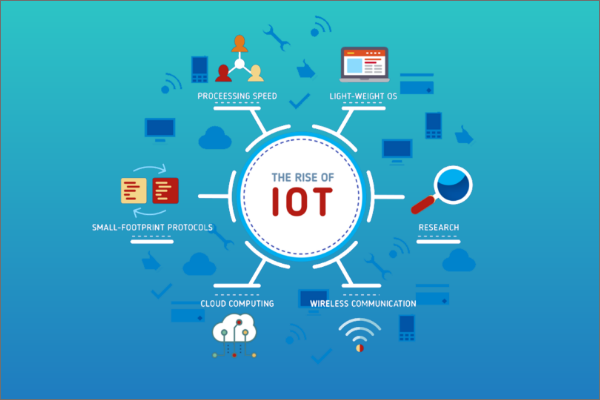 PROCEESSING SPEED
LIGHT-WEIGHT OS
THE RISE OF
IOT
SMALL-FOOTPRINT PROTOCOLS
RESEARCH
CLOUD COMPUTING
WIRELESS COMMUNICATION